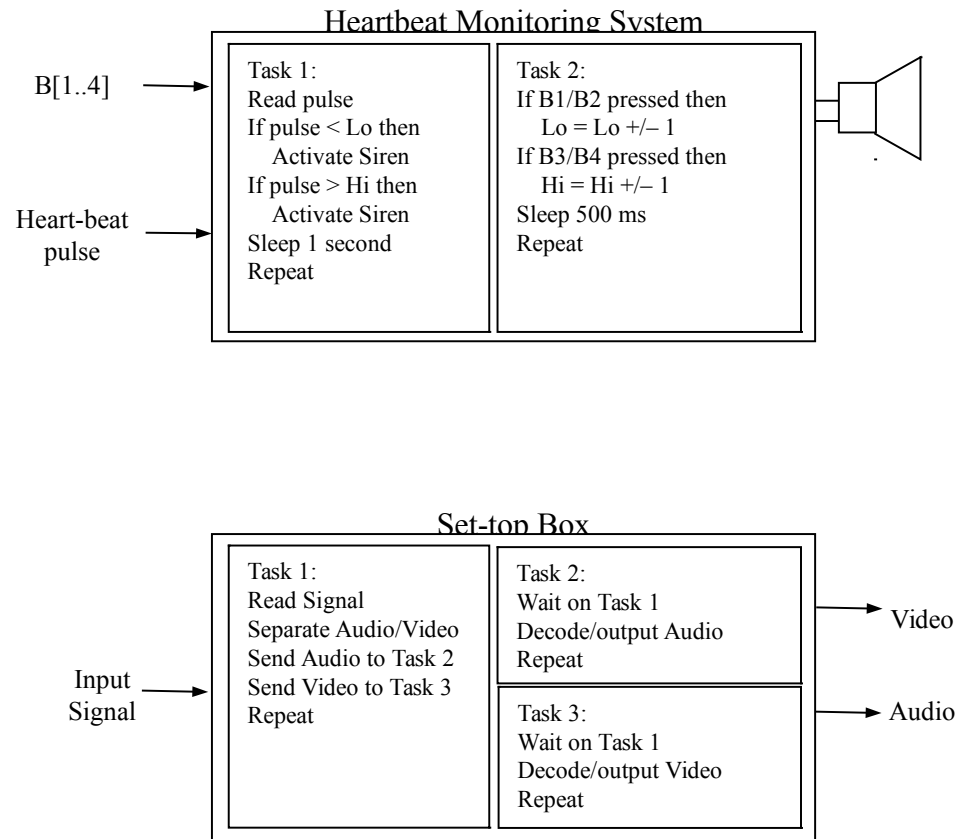 Heartbeat Monitoring System
B[1..4]
Heart-beat
pulse
Task 1:
Read pulse
If pulse < Lo then
Activate Siren
If pulse > Hi then
Activate Siren
Sleep 1 second
Repeat
Task 2:
If B1/B2 pressed then
Lo = Lo +/– 1
If B3/B4 pressed then
Hi = Hi +/– 1
Sleep 500 ms
Repeat
Set-top Box
Input
Signal
Task 1:
Read Signal
Separate Audio/Video
Send Audio to Task 2
Send Video to Task 3
Repeat
Task 2:
Wait on Task 1
Decode/output Audio
Repeat
Task 3:
Wait on Task 1
Decode/output Video
Repeat
Video
Audio